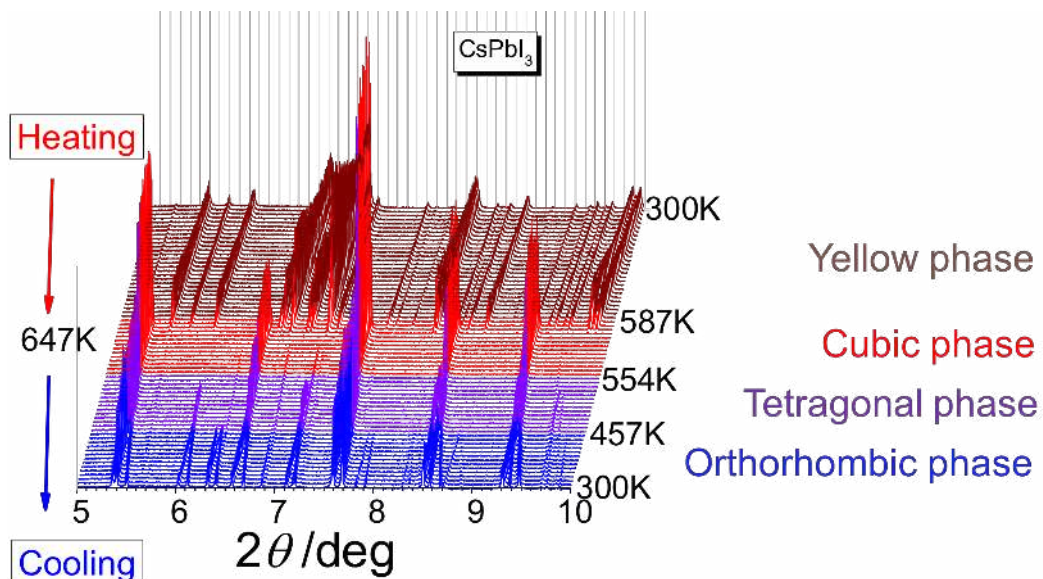 CsPbI₃
Heating
300K
Yellow phase
587K
647K
Cubic phase
554K
Tetragonal phase
457K
Orthorhombic phase
300K
5 6 7 8 9 10
2θ /deg
Cooling